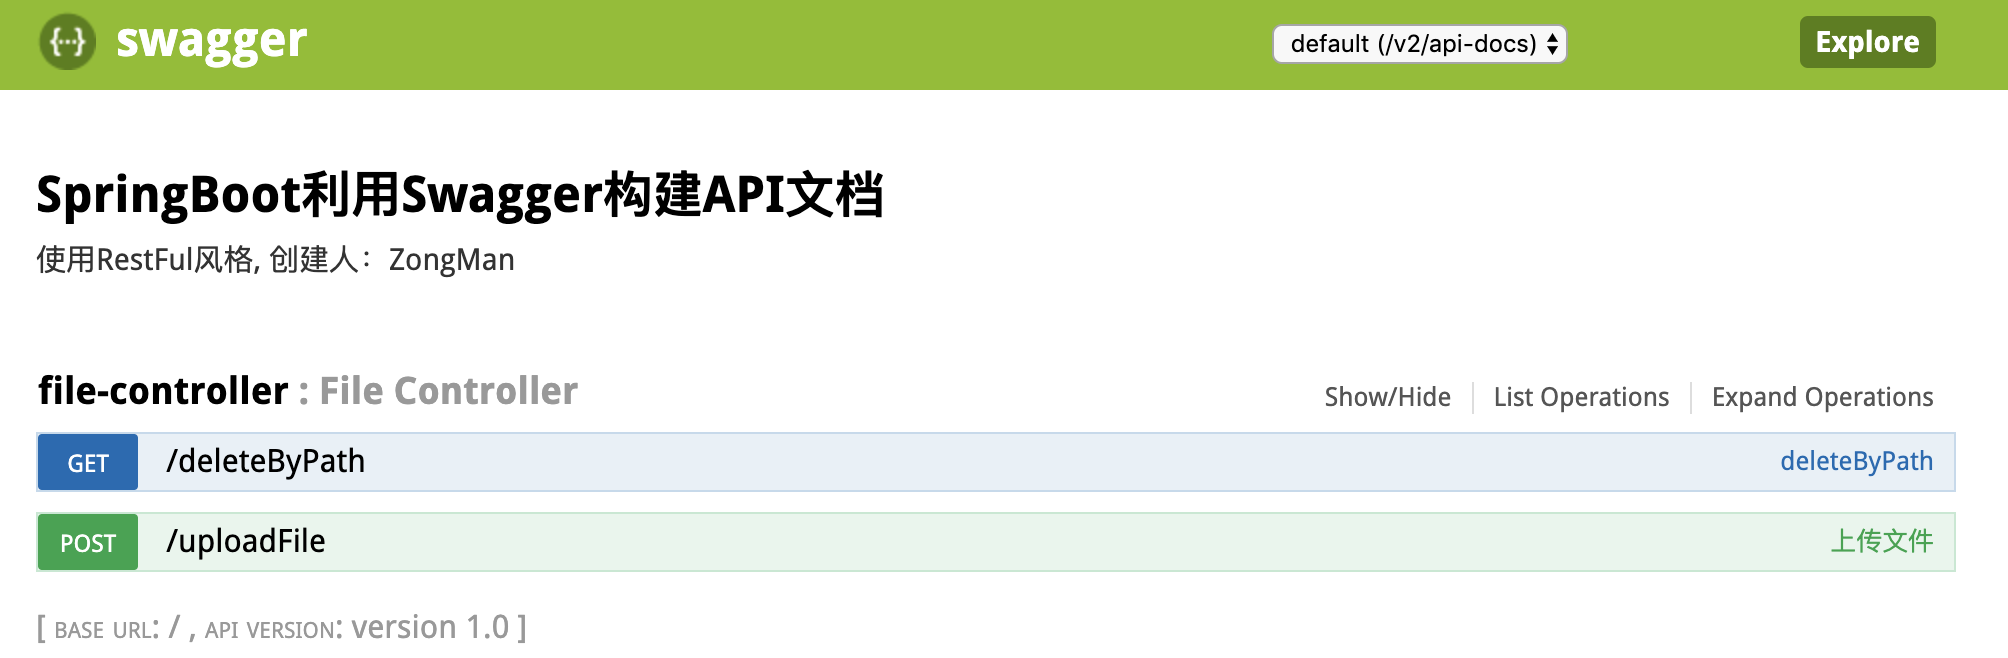 {···} swagger default (/v2/api-docs) Explore
SpringBoot利用Swagger构建API文档
使用RestFul风格, 创建人：ZongMan
file-controller : File Controller Show/Hide List Operations Expand Operations
GET /deleteByPath deleteByPath
POST /uploadFile 上传文件
[ BASE URL: / , API VERSION: version 1.0 ]